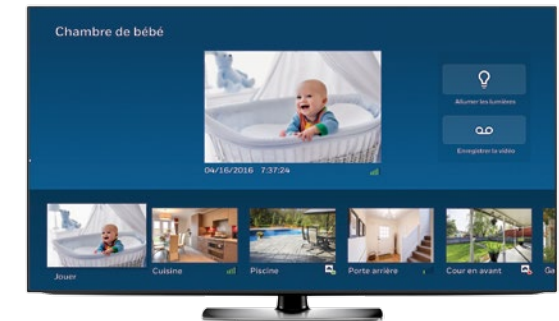 Chambre de bébé
Allumer les lumières
Enregistrer la vidéo
04/16/2016 7:37:24
Jouer
Cuisine
Piscine
Porte arrière
Cour en avant
Ga